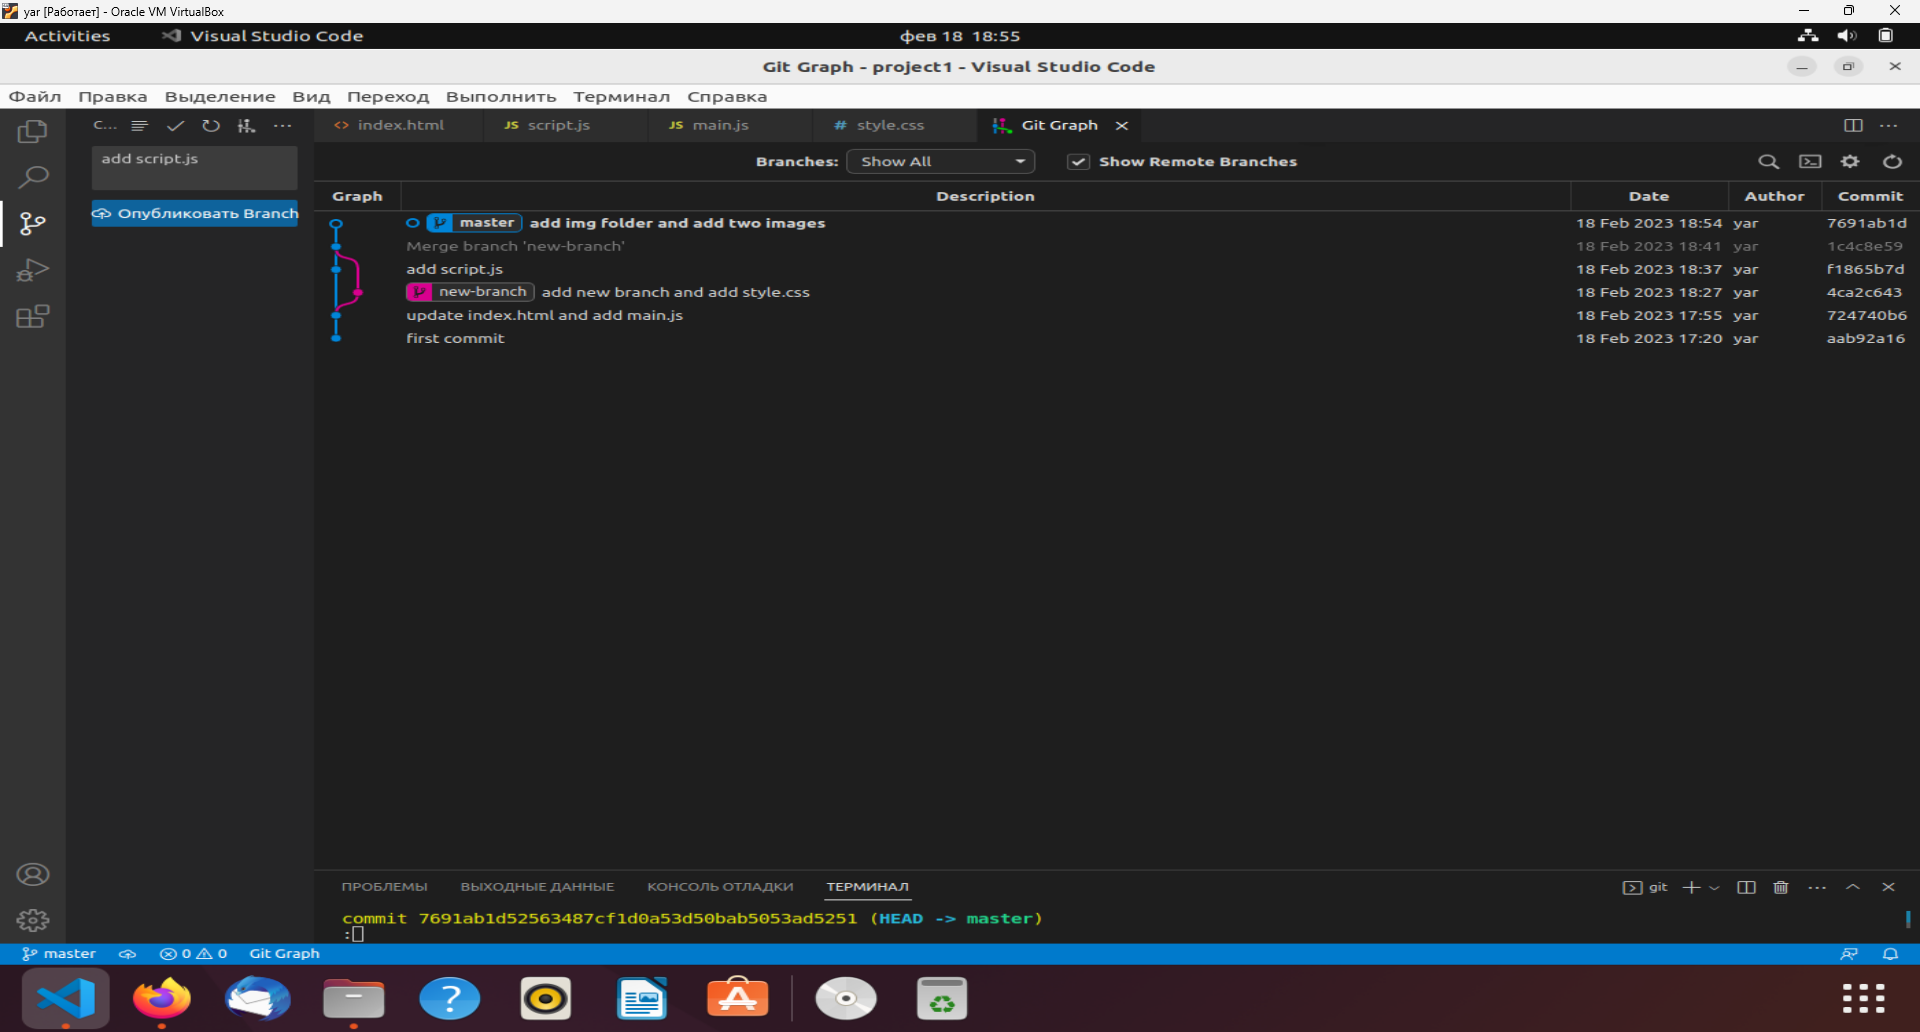 yar [Работает] - Oracle VM VirtualBox
Activities Visual Studio Code фев 18 18:55
Git Graph - project1 - Visual Studio Code
Файл Правка Выделение Вид Переход Выполнить Терминал Справка
С... <> index.html JS script.js JS main.js # style.css Git Graph
add script.js
Опубликовать Branch
Branches: Show All Show Remote Branches
Graph Description Date Author Commit
master add img folder and add two images 18 Feb 2023 18:54 yar 7691ab1d
Merge branch 'new-branch' 18 Feb 2023 18:41 yar 1c4c8e59
add script.js 18 Feb 2023 18:37 yar f1865b7d
new-branch add new branch and add style.css 18 Feb 2023 18:27 yar 4ca2c643
update index.html and add main.js 18 Feb 2023 17:55 yar 724740b6
first commit 18 Feb 2023 17:20 yar aab92a16
ПРОБЛЕМЫ ВЫХОДНЫЕ ДАННЫЕ КОНСОЛЬ ОТЛАДКИ ТЕРМИНАЛ git
commit 7691ab1d52563487cf1d0a53d50bab5053ad5251 (HEAD -> master)
:
master 0 0 Git Graph